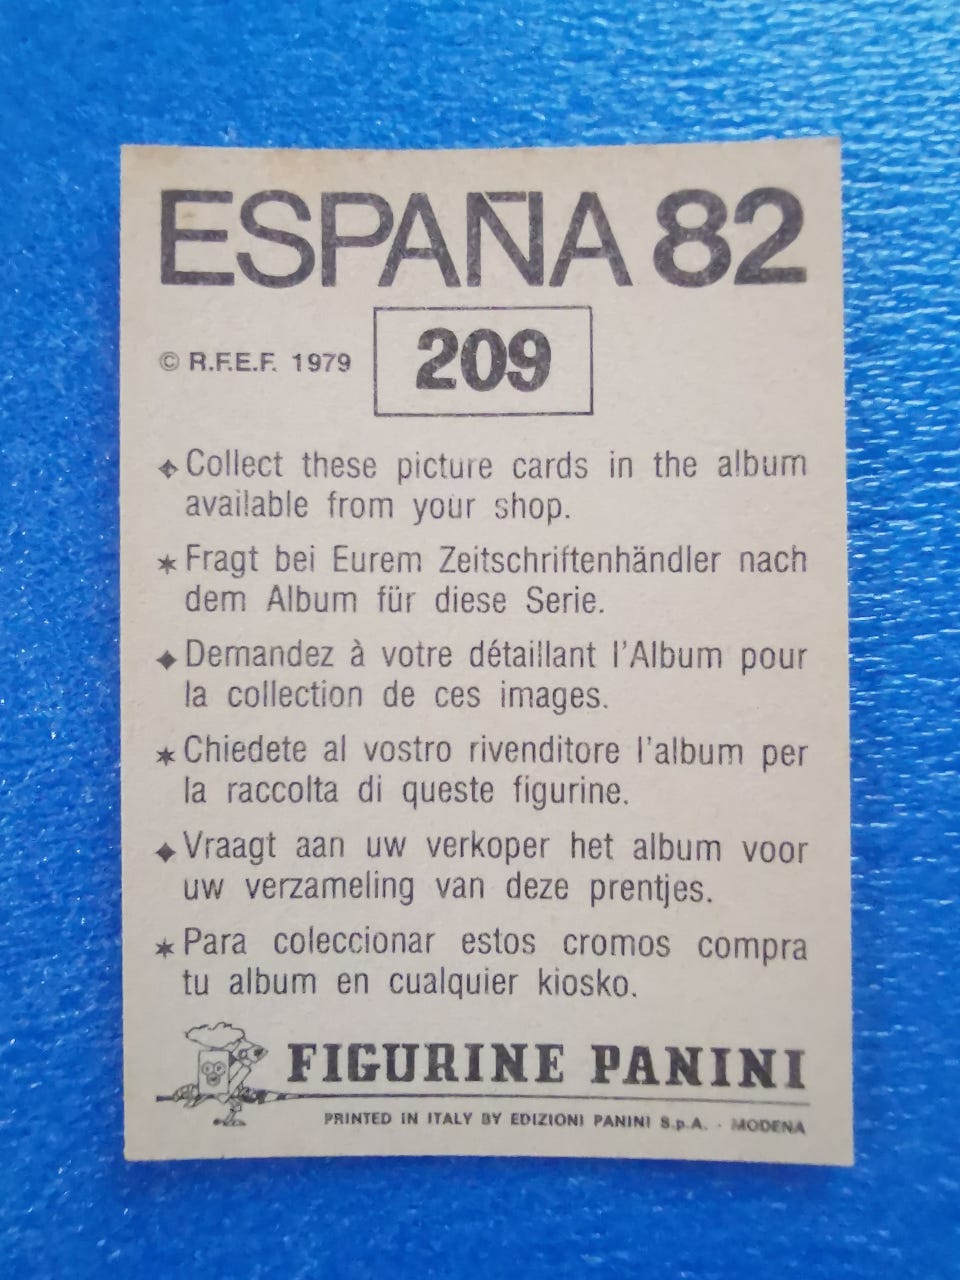 ESPAÑA 82
© R.F.E.F. 1979
209
Collect these picture cards in the album
available from your shop.
Fragt bei Eurem Zeitschriftenhändler nach
dem Album für diese Serie.
Demandez à votre détaillant l'Album pour
la collection de ces images.
Chiedete al vostro rivenditore l'album per
la raccolta di queste figurine.
Vraagt aan uw verkoper het album voor
uw verzameling van deze prentjes.
Para coleccionar estos cromos compra
tu album en cualquier kiosko.
FIGURINE PANINI
PRINTED IN ITALY BY EDIZIONI PANINI S.p.A. - MODENA